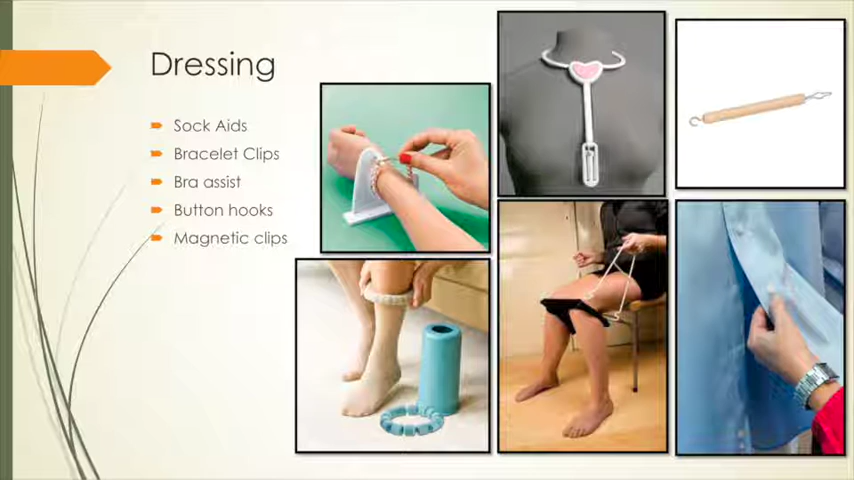 Dressing
Sock Aids
Bracelet Clips
Bra assist
Button hooks
Magnetic clips